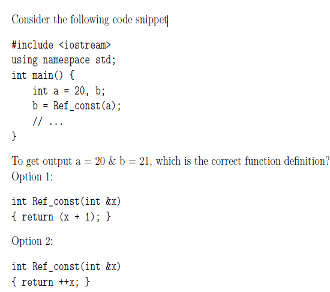 Consider the following code snippet
#include <iostream>
using namespace std;
int main() {
int a = 20, b;
b = Ref_const(a);
// ...
}
To get output a = 20 & b = 21, which is the correct function definition?
Option 1:
int Ref_const(int &x)
{ return (x + 1); }
Option 2:
int Ref_const(int &x)
{ return ++x; }